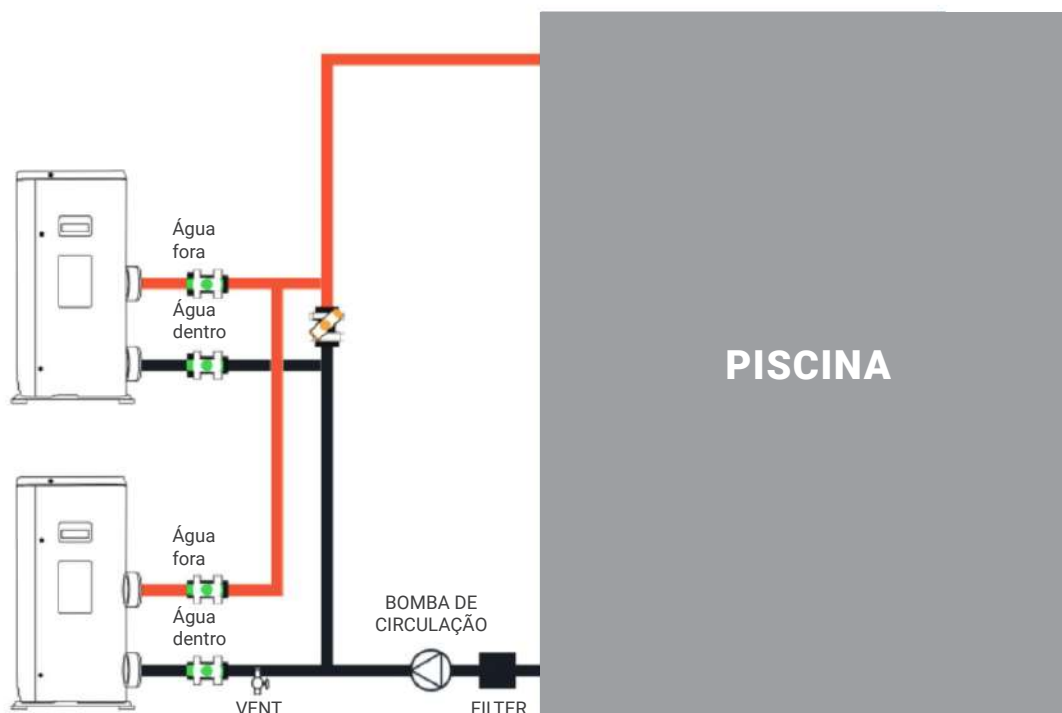 Água
fora
Água
dentro
PISCINA
Água
fora
Água
dentro
BOMBA DE
CIRCULAÇÃO
VENT
FILTER